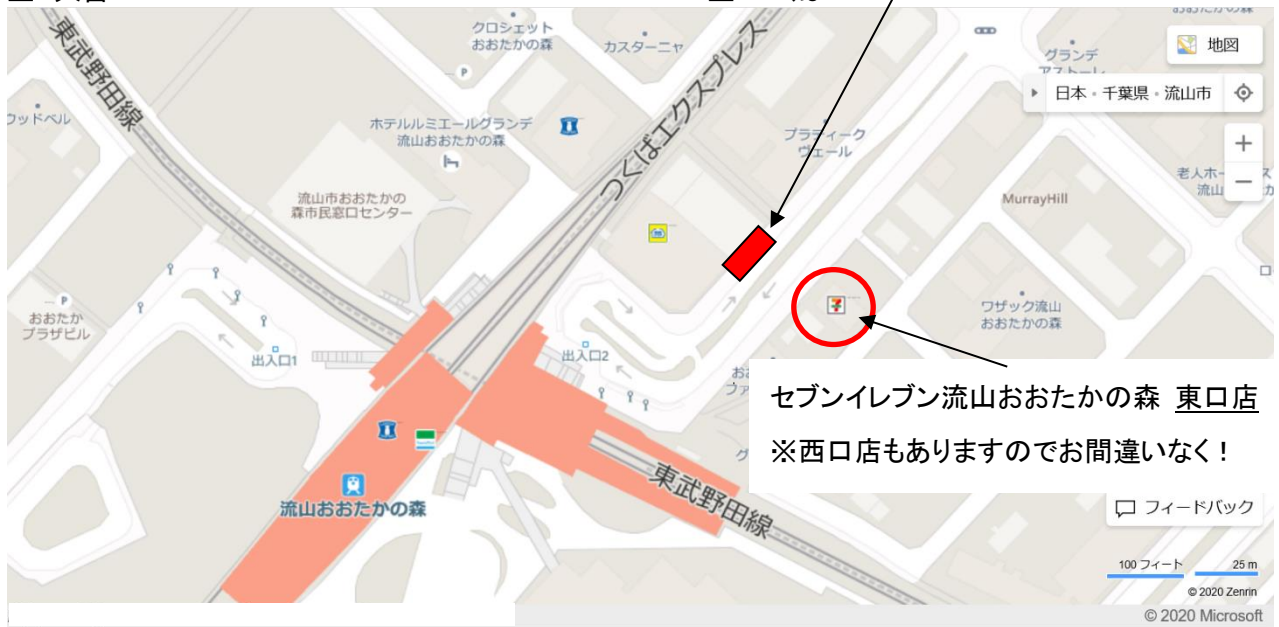 クロシェット
おおたかの森
カスターニャ
グランデ
アストーレ
地図
日本・千葉県・流山市
東武野田線
P
ウッドベル
ホテルルミエールグランデ
流山おおたかの森
つくばエクスプレス
プラティーク
ヴェール
+
−
老人ホーム
流山
流山市おおたかの
森市民窓口センター
MurrayHill
P
おおたか
プラザビル
出入口1
出入口2
ワザック流山
おおたかの森
セブンイレブン流山おおたかの森 東口店
※西口店もありますのでお間違いなく！
東武野田線
流山おおたかの森
フィードバック
100 フィート
25 m
© 2020 Zenrin
© 2020 Microsoft